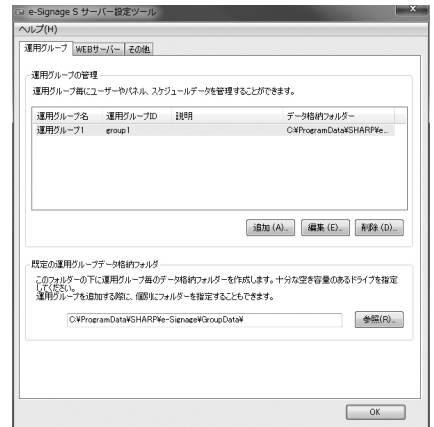 e-Signage S サーバー設定ツール
ヘルプ(H)
運用グループ WEBサーバー その他
運用グループの管理
運用グループ毎にユーザーやパネル、スケジュールデータを管理することができます。
運用グループ名 運用グループID 説明 データ格納フォルダー
運用グループ1 group1 C:¥ProgramData¥SHARP¥e...
追加(A)... 編集(E)... 削除(D)...
既定の運用グループデータ格納フォルダ
このフォルダーの下に運用グループ毎のデータ格納フォルダーを作成します。十分な空き容量のあるドライブを指定
してください。
運用グループを追加する際に、個別にフォルダーを指定することもできます。
C:¥ProgramData¥SHARP¥e-Signage¥GroupData¥ 参照(R)...
OK